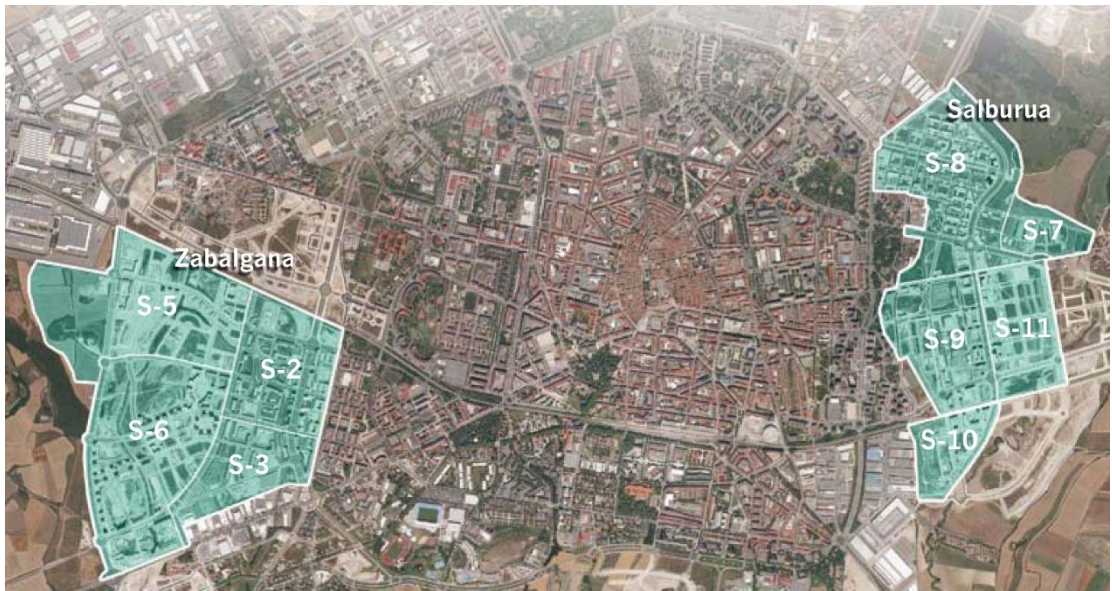 Salburua
S-8
S-7
Zabalgana
S-5
S-9
S-11
S-2
S-6
S-10
S-3